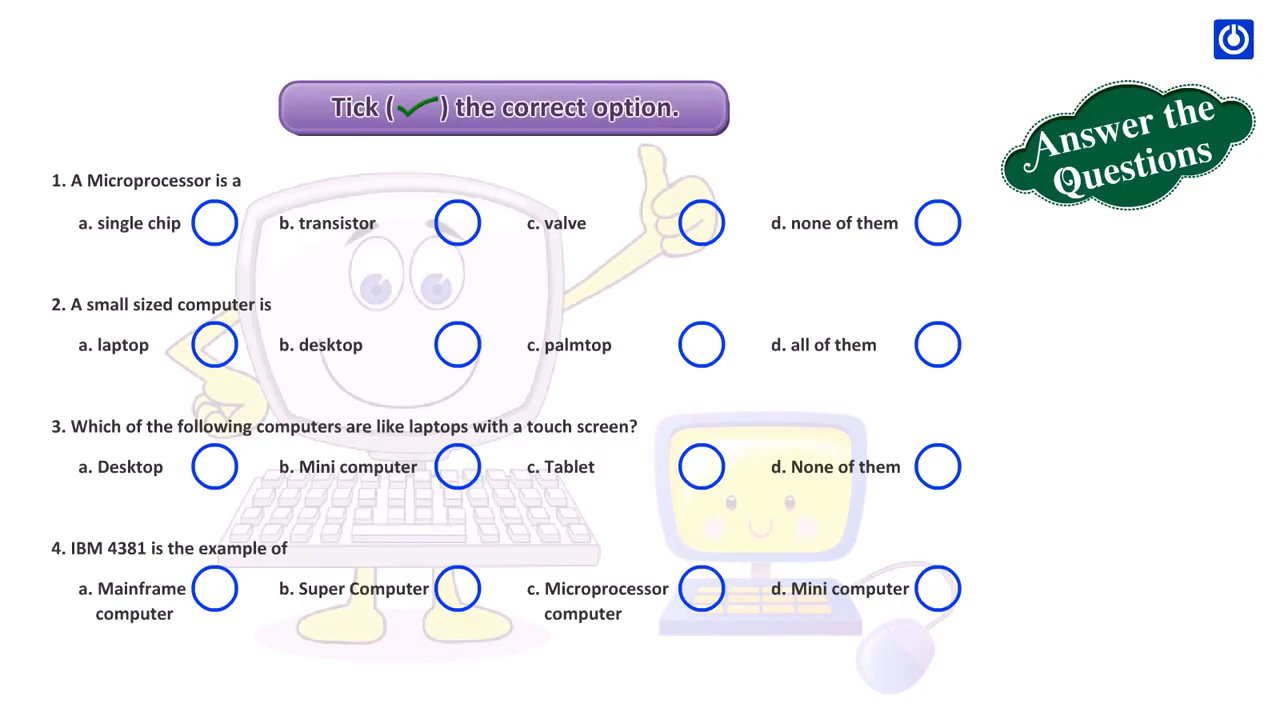 Tick ( ✓ ) the correct option.
Answer the
Questions
1. A Microprocessor is a
a. single chip b. transistor c. valve d. none of them
2. A small sized computer is
a. laptop b. desktop c. palmtop d. all of them
3. Which of the following computers are like laptops with a touch screen?
a. Desktop b. Mini computer c. Tablet d. None of them
4. IBM 4381 is the example of
a. Mainframe b. Super Computer c. Microprocessor d. Mini computer
computer computer